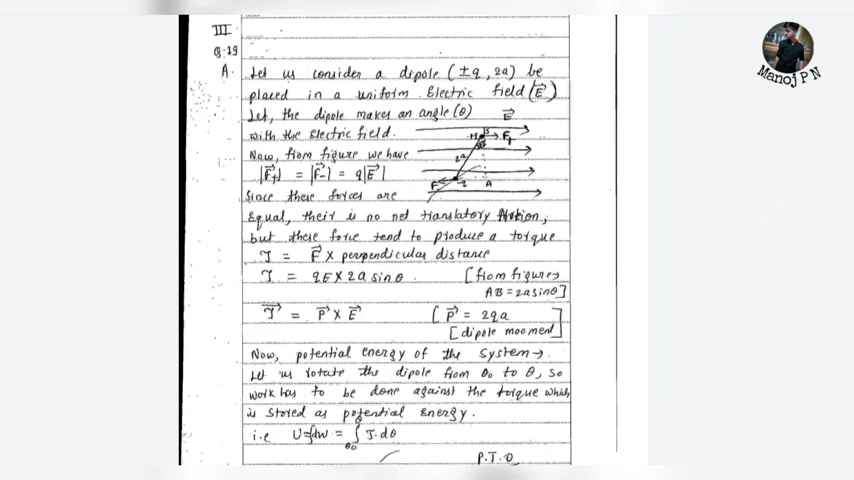 III
Q.19
A. Let us consider a dipole (±q, 2a) be
placed in a uniform Electric field (E⃗)
Let, the dipole makes an angle (θ)
with the Electric field.
E⃗
Now, from figure we have
|F⃗+| = |F⃗-| = q|E⃗|
2a
A
Since these forces are
Equal, their is no net translatory Motion,
but these force tend to produce a torque
τ = F⃗ x perpendicular distance
τ = qE x 2a sinθ [from figure→
AB = 2a sinθ]
τ⃗ = P⃗ x E⃗ [P⃗ = 2qa]
[dipole mooment]
Now, potential energy of the system→
Let us rotate the dipole from θ₀ to θ, so
work has to be done against the torque which
is stored as potential energy.
i.e U=∫dw = ∫θ₀^θ τ.dθ
P.T.O
Manoj P N